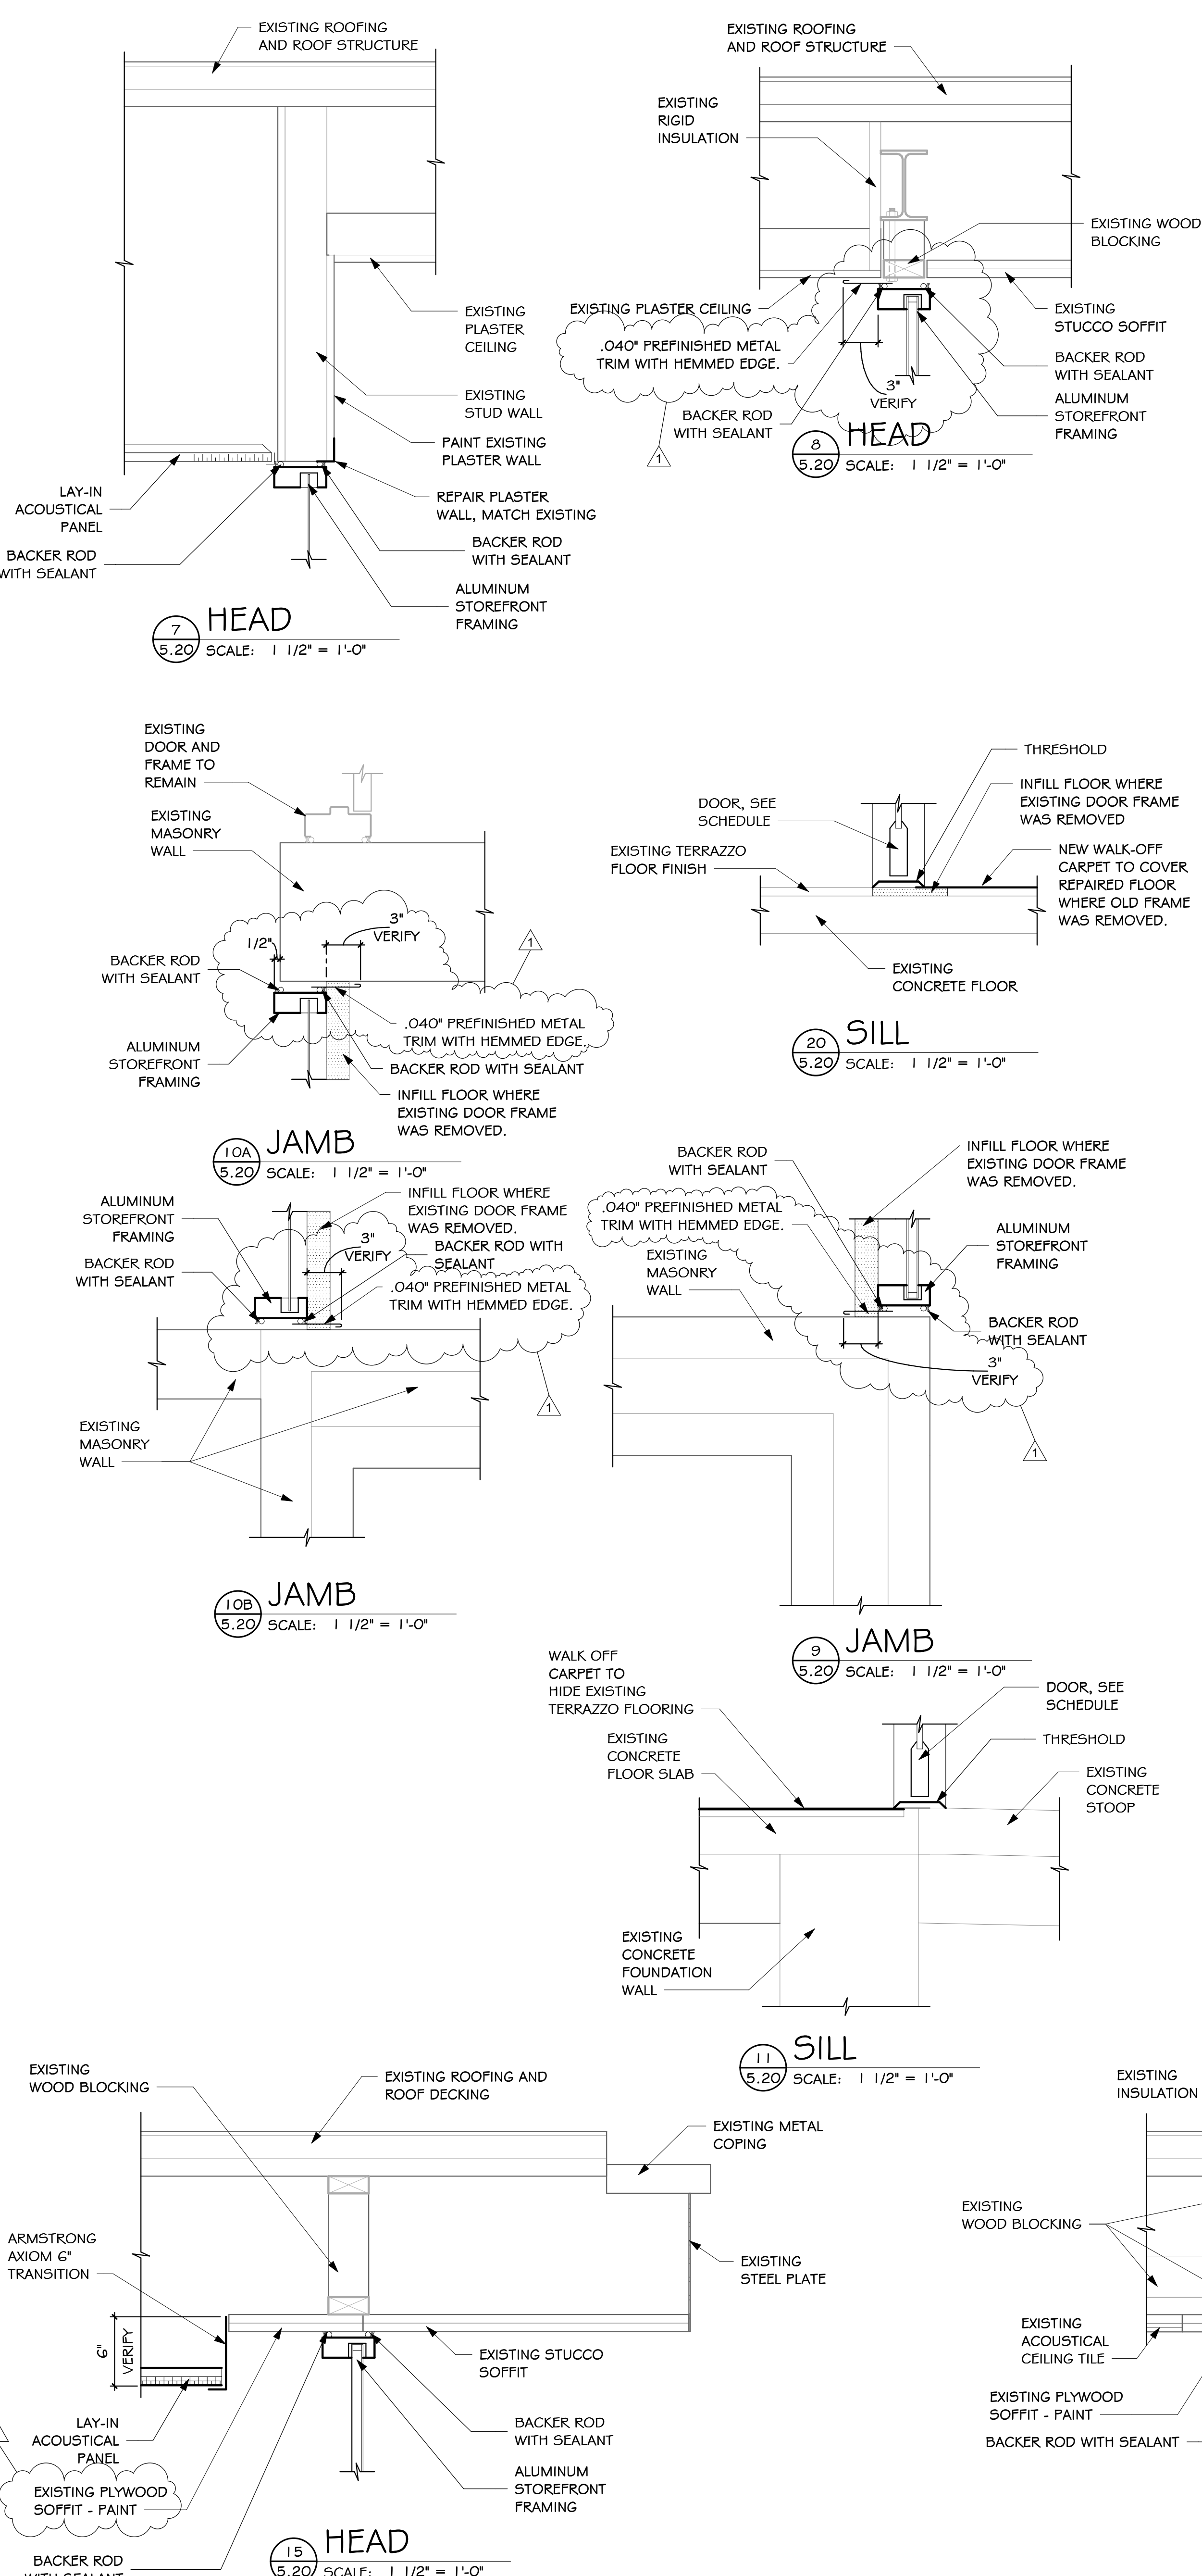 EXISTING ROOFING
AND ROOF STRUCTURE
EXISTING
PLASTER
CEILING
EXISTING
STUD WALL
PAINT EXISTING
PLASTER WALL
REPAIR PLASTER
WALL, MATCH EXISTING
BACKER ROD
WITH SEALANT
ALUMINUM
STOREFRONT
FRAMING
LAY-IN
ACOUSTICAL
PANEL
BACKER ROD
WITH SEALANT
7
5.20
HEAD
SCALE: 1 1/2" = 1'-0"
EXISTING ROOFING
AND ROOF STRUCTURE
EXISTING
RIGID
INSULATION
EXISTING WOOD
BLOCKING
EXISTING PLASTER CEILING
EXISTING
STUCCO SOFFIT
.040" PREFINISHED METAL
TRIM WITH HEMMED EDGE.
BACKER ROD
WITH SEALANT
3"
VERIFY
ALUMINUM
STOREFRONT
FRAMING
BACKER ROD
WITH SEALANT
1
8
5.20
HEAD
SCALE: 1 1/2" = 1'-0"
EXISTING
DOOR AND
FRAME TO
REMAIN
EXISTING
MASONRY
WALL
3"
VERIFY
1/2"
1
BACKER ROD
WITH SEALANT
.040" PREFINISHED METAL
TRIM WITH HEMMED EDGE.
ALUMINUM
STOREFRONT
FRAMING
BACKER ROD WITH SEALANT
INFILL FLOOR WHERE
EXISTING DOOR FRAME
WAS REMOVED.
10A
5.20
JAMB
SCALE: 1 1/2" = 1'-0"
THRESHOLD
DOOR, SEE
SCHEDULE
INFILL FLOOR WHERE
EXISTING DOOR FRAME
WAS REMOVED
EXISTING TERRAZZO
FLOOR FINISH
NEW WALK-OFF
CARPET TO COVER
REPAIRED FLOOR
WHERE OLD FRAME
WAS REMOVED.
EXISTING
CONCRETE FLOOR
20
5.20
SILL
SCALE: 1 1/2" = 1'-0"
ALUMINUM
STOREFRONT
FRAMING
INFILL FLOOR WHERE
EXISTING DOOR FRAME
WAS REMOVED.
3"
VERIFY
BACKER ROD WITH
SEALANT
BACKER ROD
WITH SEALANT
.040" PREFINISHED METAL
TRIM WITH HEMMED EDGE.
1
EXISTING
MASONRY
WALL
10B
5.20
JAMB
SCALE: 1 1/2" = 1'-0"
BACKER ROD
WITH SEALANT
INFILL FLOOR WHERE
EXISTING DOOR FRAME
WAS REMOVED.
.040" PREFINISHED METAL
TRIM WITH HEMMED EDGE.
EXISTING
MASONRY
WALL
ALUMINUM
STOREFRONT
FRAMING
BACKER ROD
WITH SEALANT
3"
VERIFY
1
9
5.20
JAMB
SCALE: 1 1/2" = 1'-0"
WALK OFF
CARPET TO
HIDE EXISTING
TERRAZZO FLOORING
DOOR, SEE
SCHEDULE
EXISTING
CONCRETE
FLOOR SLAB
THRESHOLD
EXISTING
CONCRETE
STOOP
EXISTING
CONCRETE
FOUNDATION
WALL
11
5.20
SILL
SCALE: 1 1/2" = 1'-0"
EXISTING
WOOD BLOCKING
EXISTING ROOFING AND
ROOF DECKING
EXISTING METAL
COPING
ARMSTRONG
AXIOM 6"
TRANSITION
EXISTING
STEEL PLATE
6"
VERIFY
EXISTING STUCCO
SOFFIT
LAY-IN
ACOUSTICAL
PANEL
BACKER ROD
WITH SEALANT
EXISTING PLYWOOD
SOFFIT - PAINT
ALUMINUM
STOREFRONT
FRAMING
BACKER ROD
WITH SEALANT
15
5.20
HEAD
SCALE: 1 1/2" = 1'-0"
EXISTING
INSULATION
EXISTING
WOOD BLOCKING
EXISTING
ACOUSTICAL
CEILING TILE
EXISTING PLYWOOD
SOFFIT - PAINT
BACKER ROD WITH SEALANT